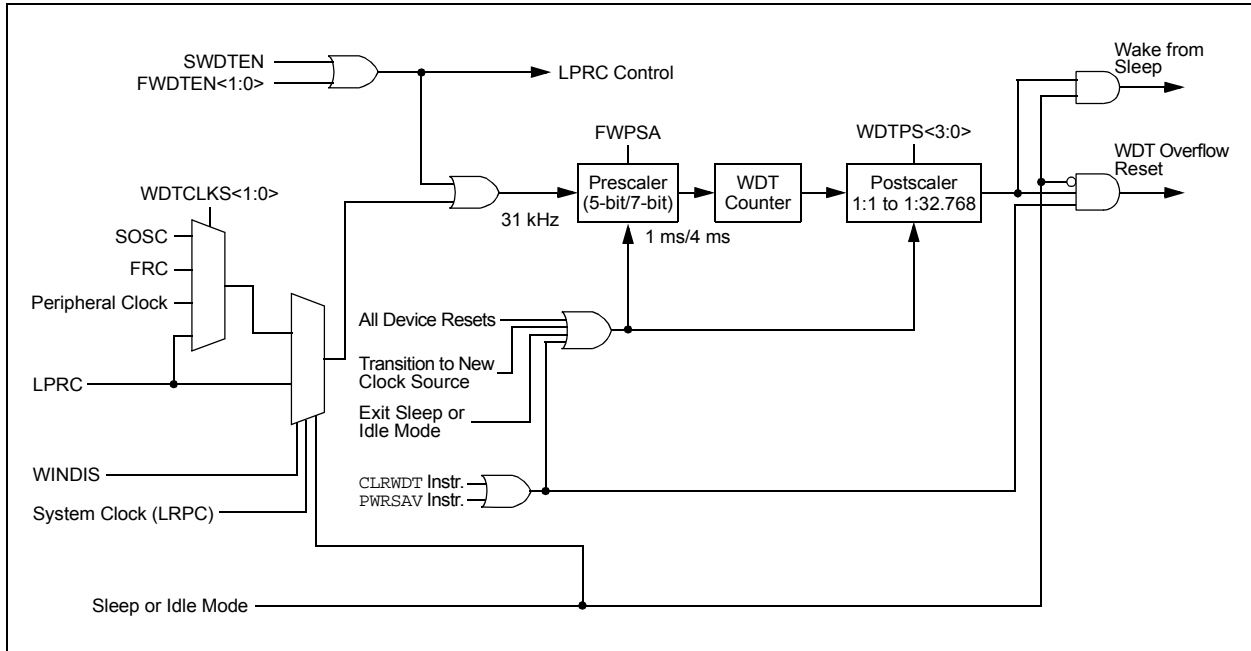 SWDTEN
FWDTEN<1:0>
LPRC Control
Wake from
Sleep
FWPSA
WDTPS<3:0>
WDT Overflow
Reset
Prescaler
(5-bit/7-bit)
WDT
Counter
Postscaler
1:1 to 1:32.768
WDTCLKS<1:0>
31 kHz
1 ms/4 ms
SOSC
FRC
Peripheral Clock
LPRC
All Device Resets
Transition to New
Clock Source
Exit Sleep or
Idle Mode
WINDIS
CLRWDT Instr.
PWRSAV Instr.
System Clock (LRPC)
Sleep or Idle Mode